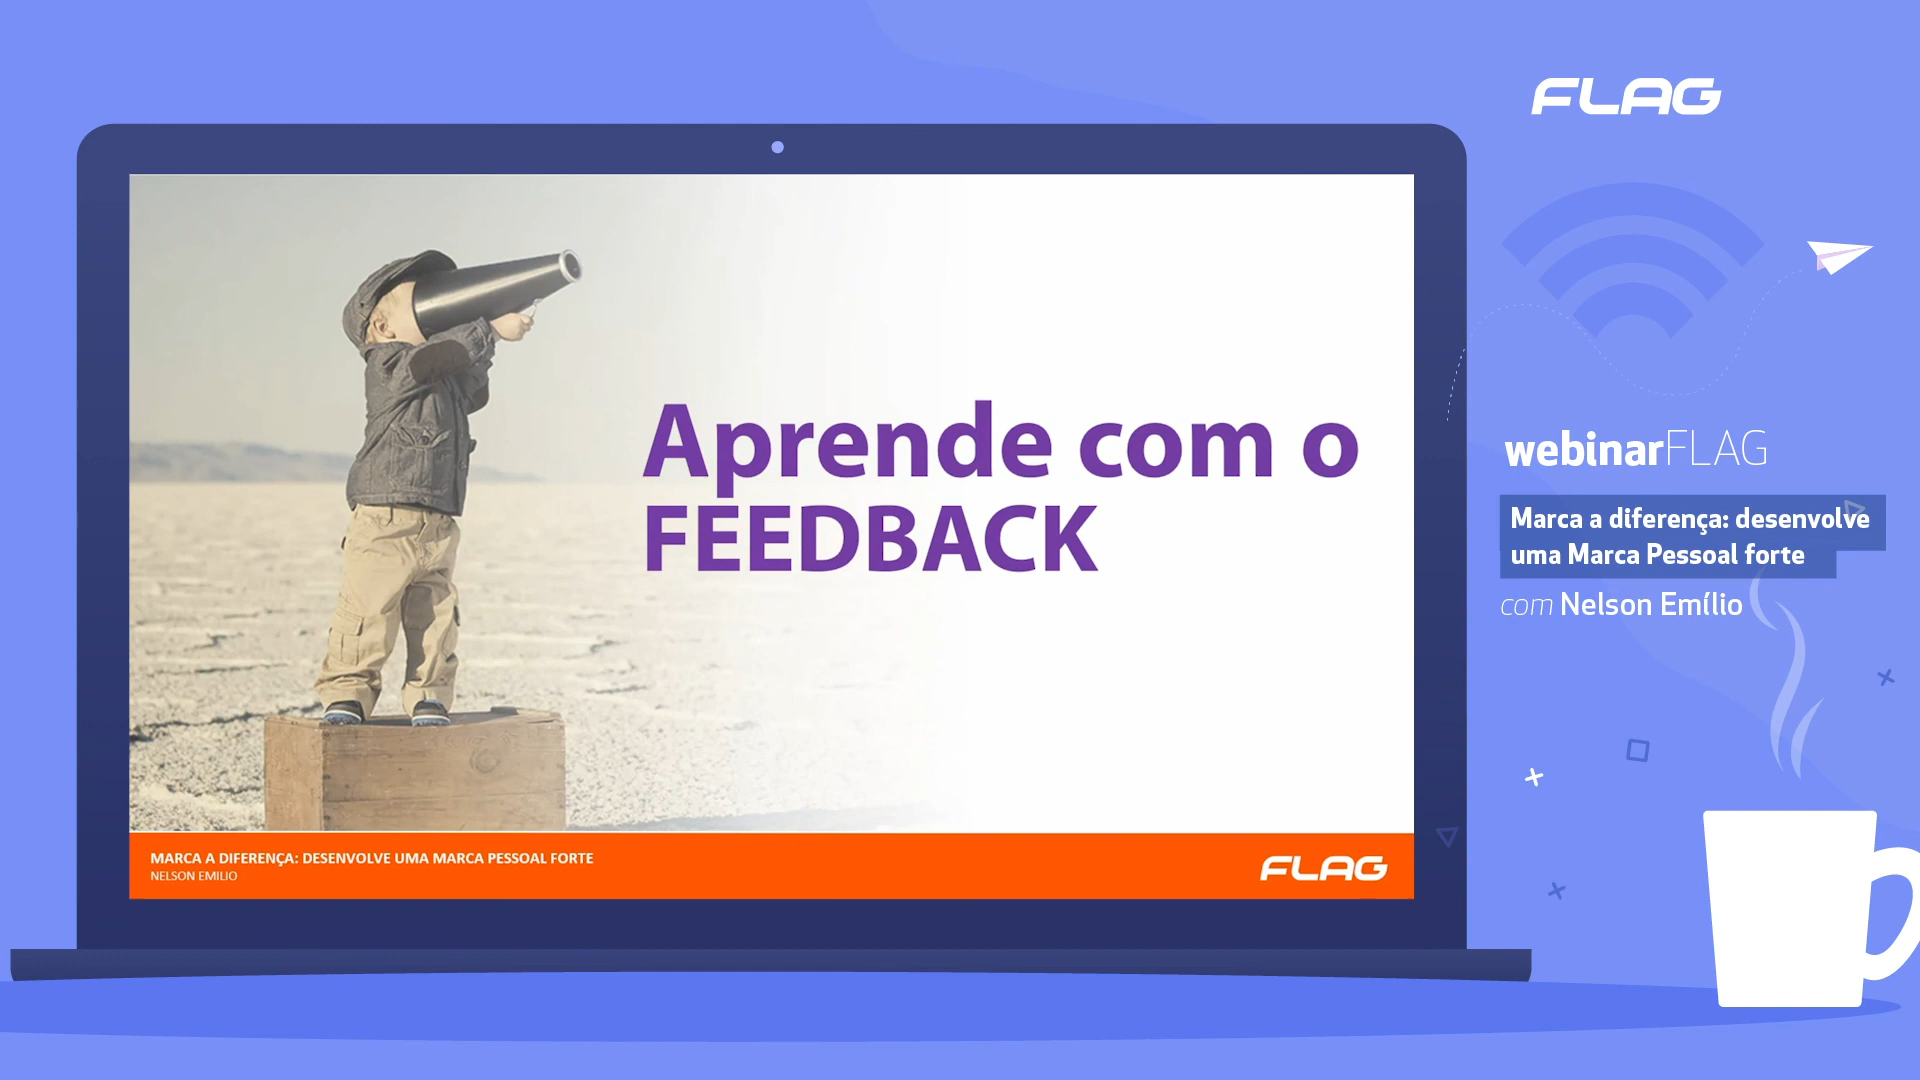 FLAG
Aprende com o
FEEDBACK
MARCA A DIFERENÇA: DESENVOLVE UMA MARCA PESSOAL FORTE
NELSON EMILIO
FLAG
webinarFLAG
Marca a diferença: desenvolve
uma Marca Pessoal forte
com Nelson Emílio